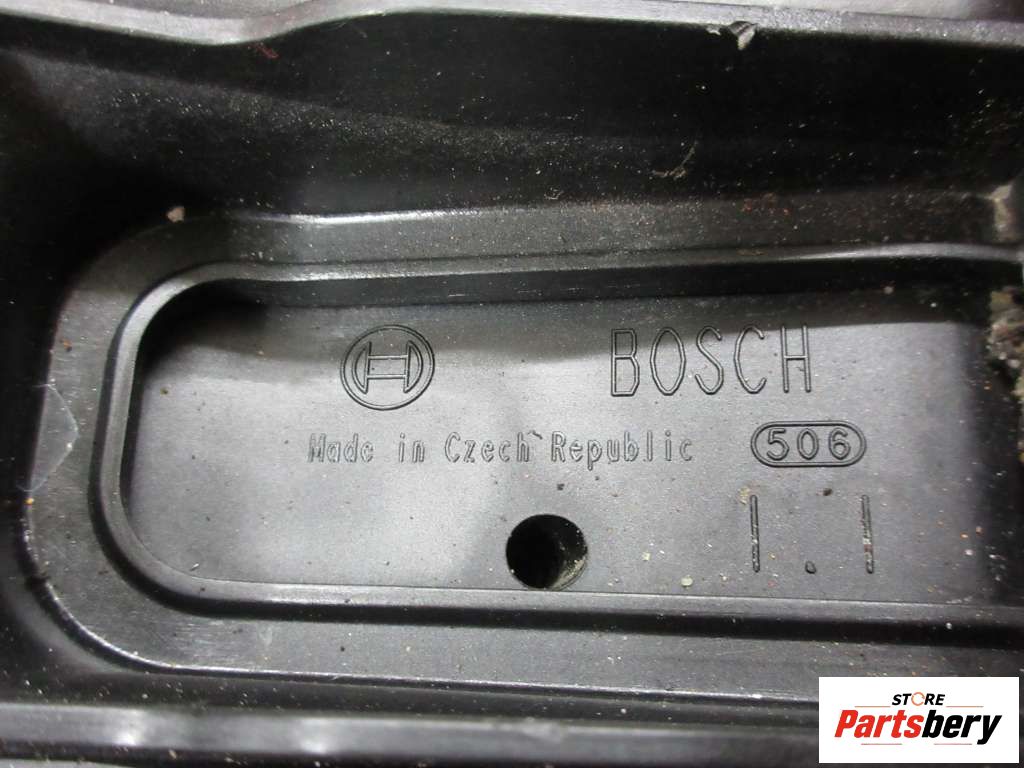 BOSCH
Made in Czech Republic
506
1.1
STORE
Partsbery